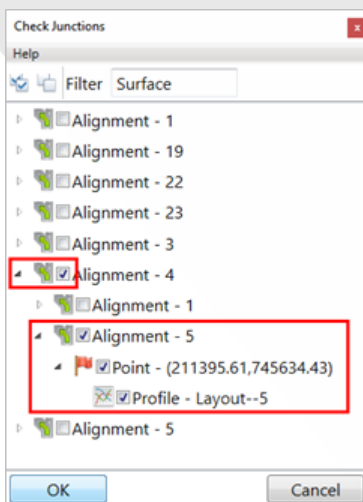 Check Junctions
x
Help
Filter Surface
Alignment - 1
Alignment - 19
Alignment - 22
Alignment - 23
Alignment - 3
Alignment - 4
Alignment - 1
Alignment - 5
Point - (211395.61,745634.43)
Profile - Layout--5
Alignment - 5
OK Cancel